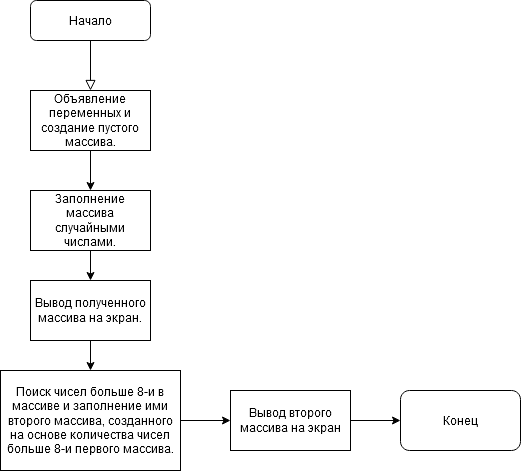 Начало
Объявление
переменных и
создание пустого
массива.
Заполнение
массива
случайными
числами.
Вывод полученного
массива на экран.
Поиск чисел больше 8-и в
массиве и заполнение ими
второго массива, созданного
на основе количества чисел
больше 8-и первого массива.
Вывод второго
массива на экран
Конец